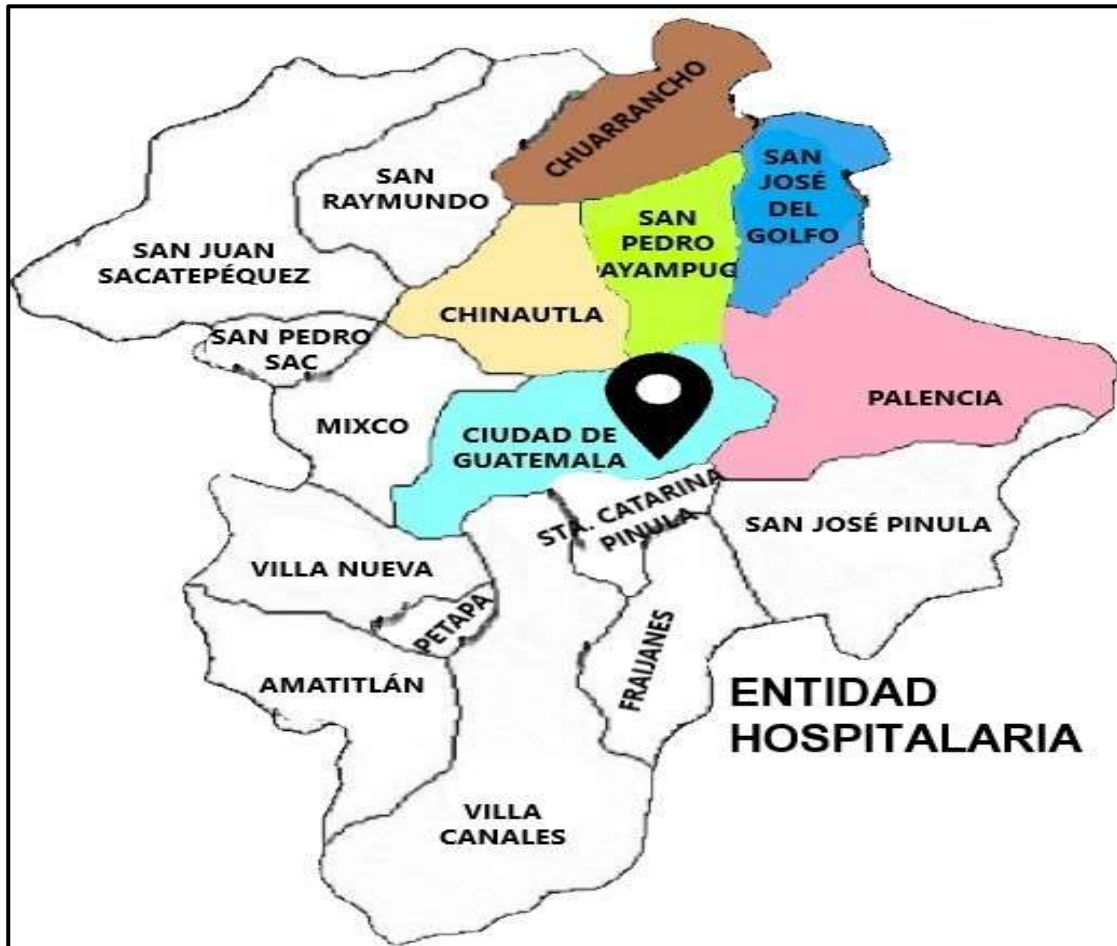 CHUARRANCHO
SAN
JOSÉ
DEL
GOLFO
SAN
RAYMUNDO
SAN
PEDRO
AYAMPUC
SAN JUAN
SACATEPÉQUEZ
CHINAUTLA
SAN PEDRO
SAC
PALENCIA
MIXCO
CIUDAD DE
GUATEMALA
STA. CATARINA
PINULA
SAN JOSÉ PINULA
VILLA NUEVA
PETAPA
FRAIJANES
AMATITLÁN
ENTIDAD
HOSPITALARIA
VILLA
CANALES